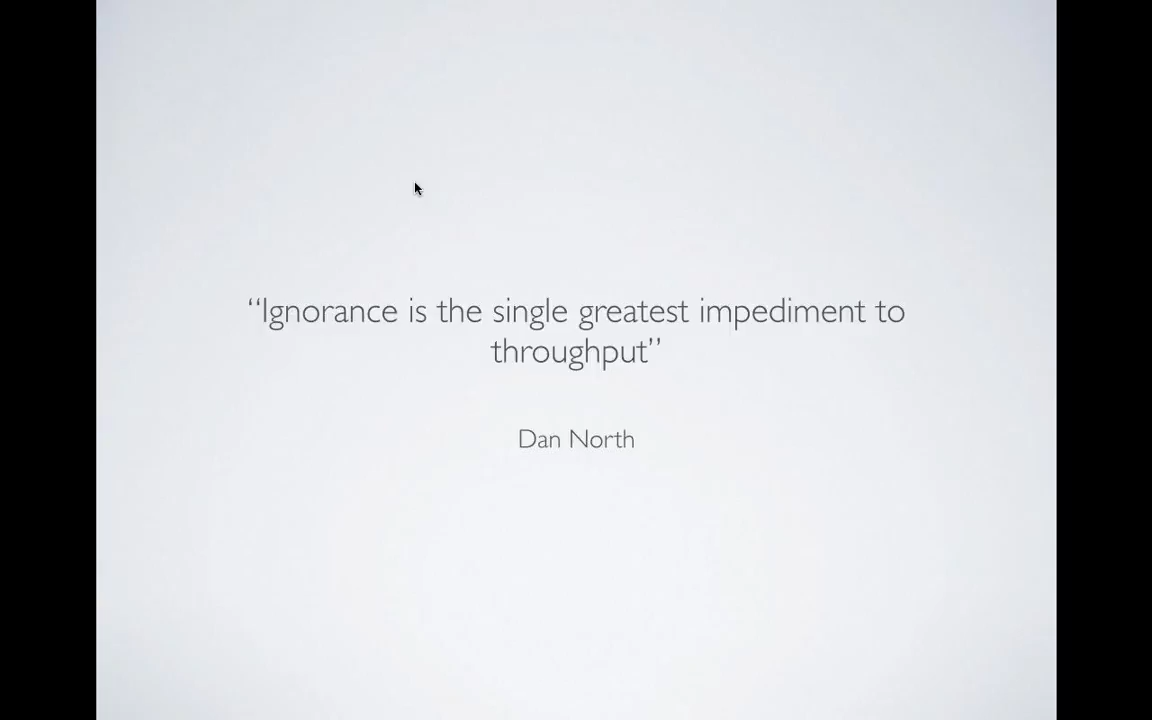 “Ignorance is the single greatest impediment to
throughput”
Dan North